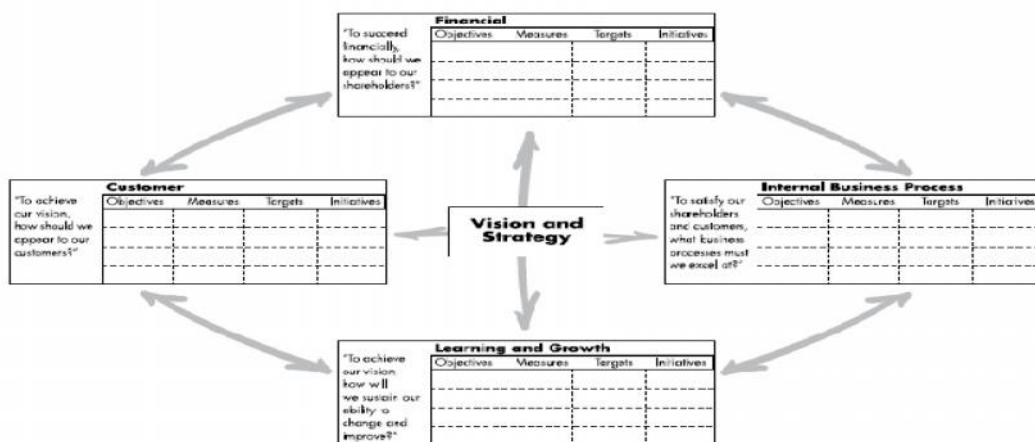 Financial
"To succeed
financially,
how should we
appear to our
shareholders?"
Objectives Measures Targets Initiatives
Customer
"To achieve
our vision,
how should we
appear to our
customers?"
Objectives Measures Targets Initiatives
Vision and
Strategy
Internal Business Process
"To satisfy our
shareholders
and customers,
what business
processes must
we excel at?"
Objectives Measures Targets Initiatives
Learning and Growth
"To achieve
our vision
how will
we sustain our
ability to
change and
improve?"
Objectives Measures Targets Initiatives